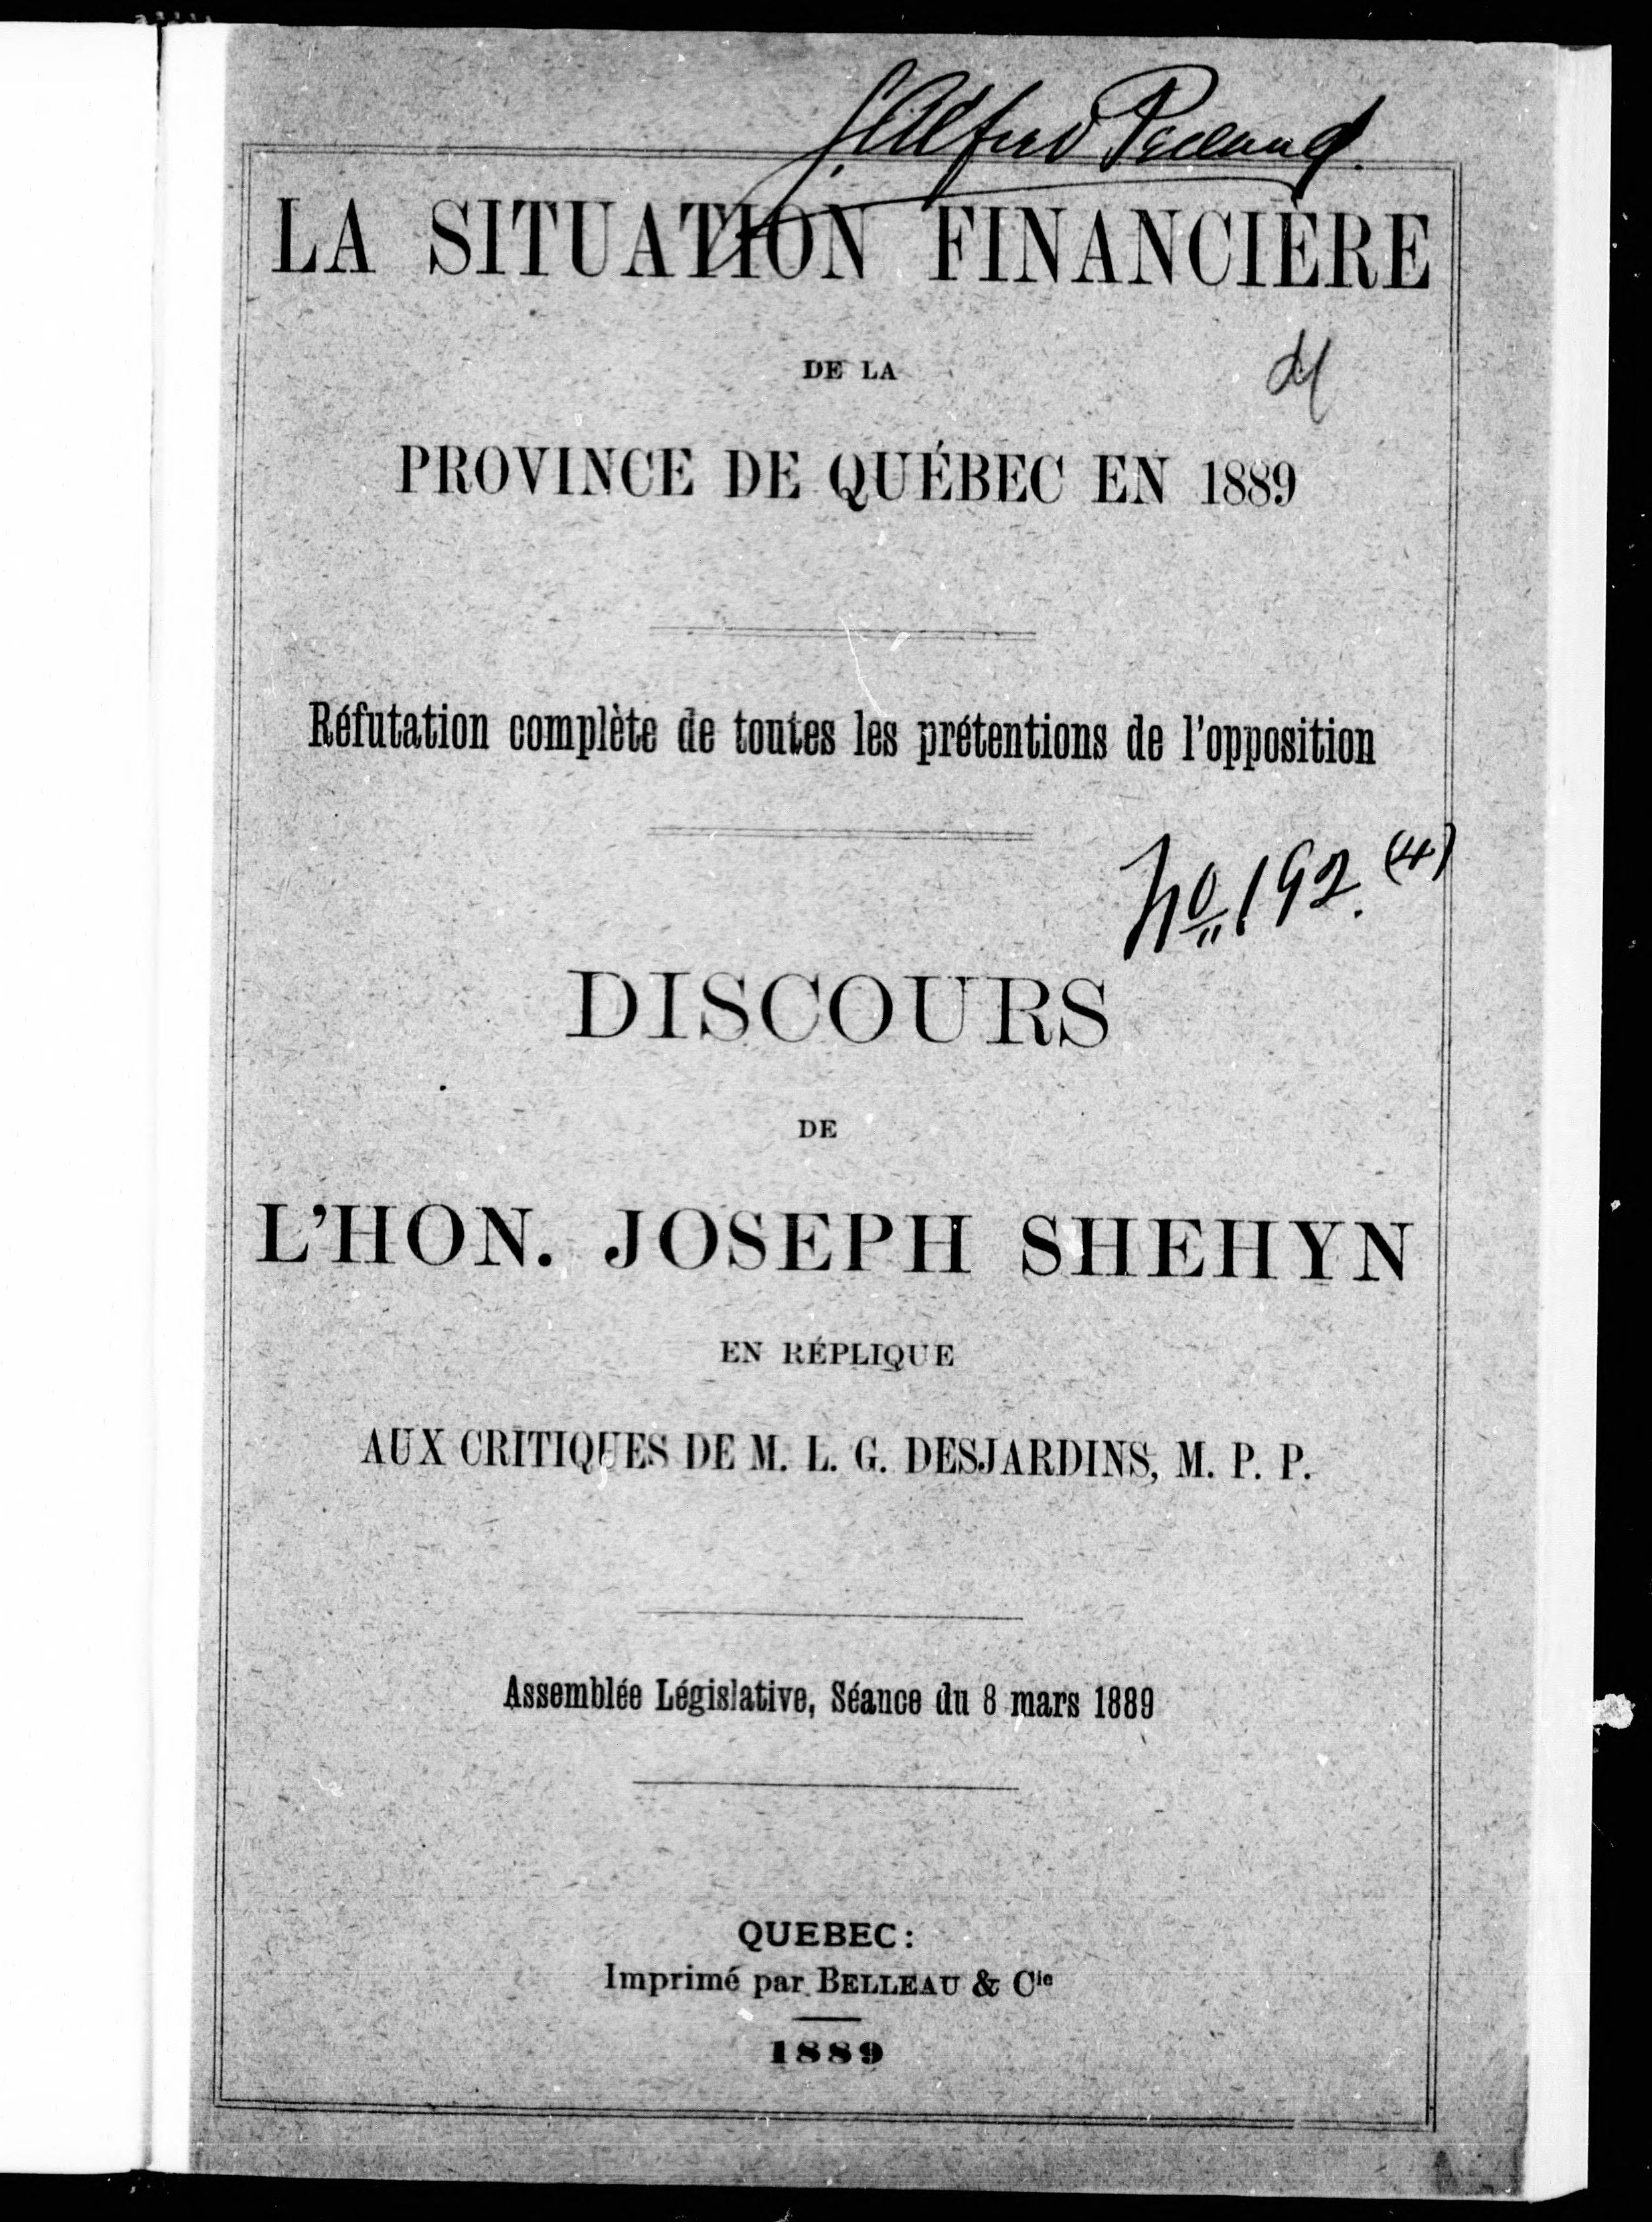 LA SITUATION FINANCIÈRE
DE LA
PROVINCE DE QUÉBEC EN 1889
Réfutation complète de toutes les prétentions de l'opposition
No 192. (4)
DISCOURS
DE
L'HON. JOSEPH SHEHYN
EN RÉPLIQUE
AUX CRITIQUES DE M. L. G. DESJARDINS, M. P. P.
Assemblée Législative, Séance du 8 mars 1889
QUEBEC:
Imprimé par BELLEAU & Cie
1889